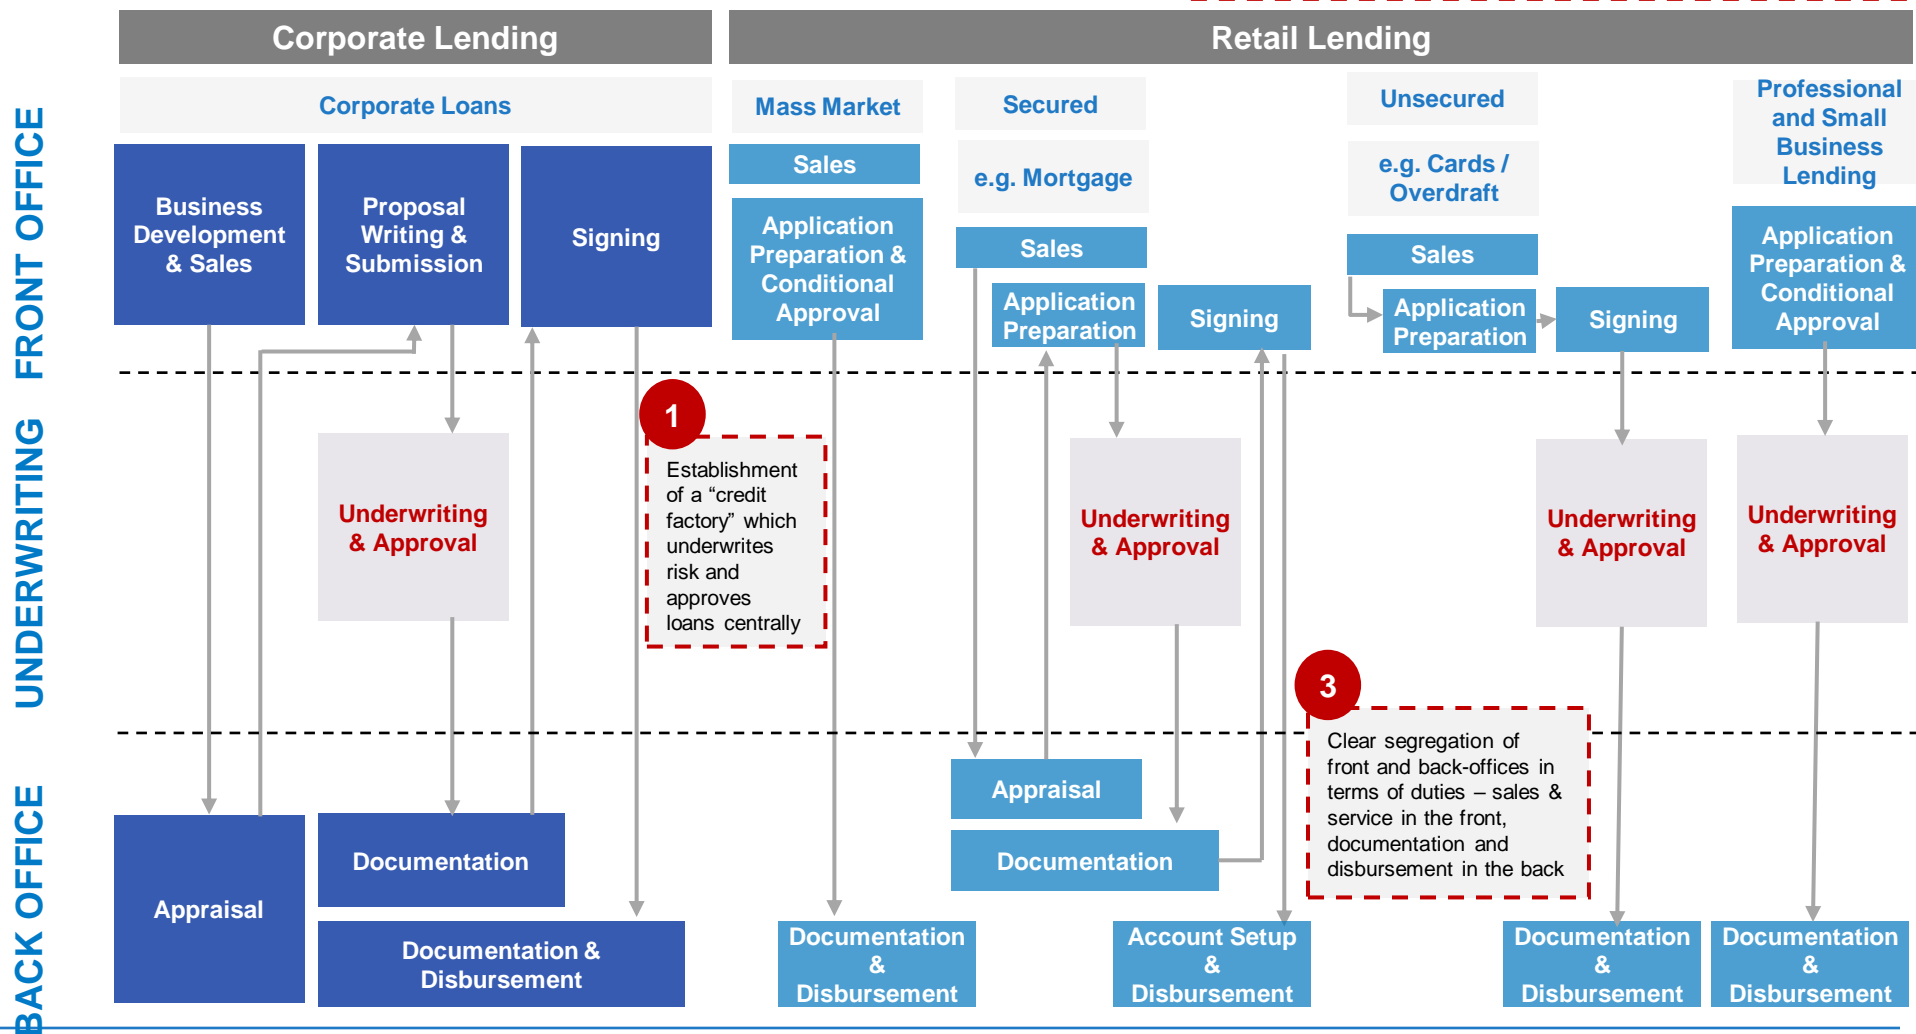 Corporate Lending
Retail Lending
Corporate Loans
Mass Market
Secured
Unsecured
Professional
and Small
Business
Lending
FRONT OFFICE
Business
Development
& Sales
Proposal
Writing &
Submission
Signing
Sales
Application
Preparation &
Conditional
Approval
e.g. Mortgage
Sales
Application
Preparation
Signing
e.g. Cards /
Overdraft
Sales
Application
Preparation
Signing
Application
Preparation &
Conditional
Approval
UNDERWRITING
Underwriting
& Approval
1
Establishment
of a “credit
factory” which
underwrites
risk and
approves
loans centrally
Underwriting
& Approval
Underwriting
& Approval
Underwriting
& Approval
3
Clear segregation of
front and back-offices in
terms of duties – sales &
service in the front,
documentation and
disbursement in the back
BACK OFFICE
Appraisal
Documentation
Documentation &
Disbursement
Documentation
&
Disbursement
Appraisal
Documentation
Account Setup
&
Disbursement
Documentation
&
Disbursement
Documentation
&
Disbursement